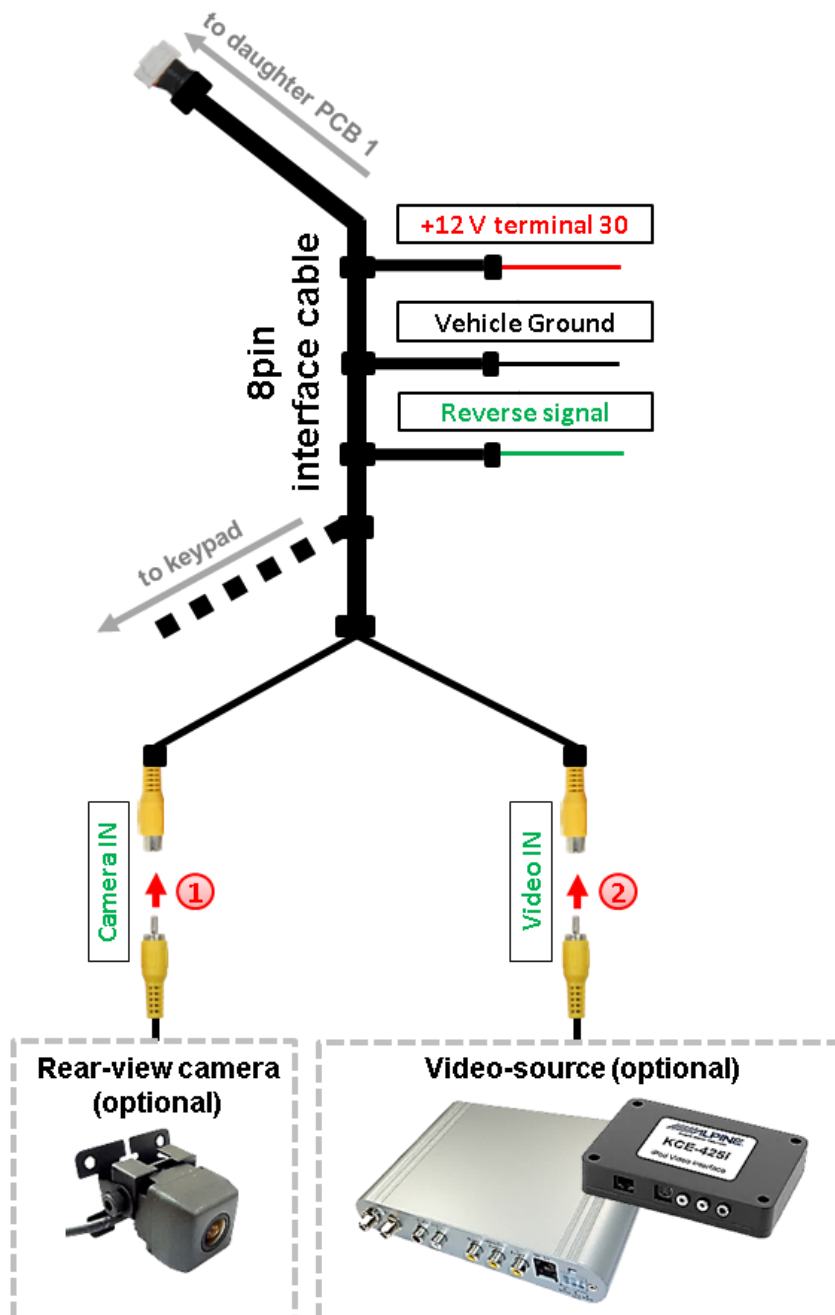 to daughter PCB 1
+12 V terminal 30
Vehicle Ground
Reverse signal
8pin
interface cable
to keypad
Camera IN
1
Video IN
2
Rear-view camera
(optional)
Video-source (optional)
ALPINE
KCE-425i
iPod Video Interface